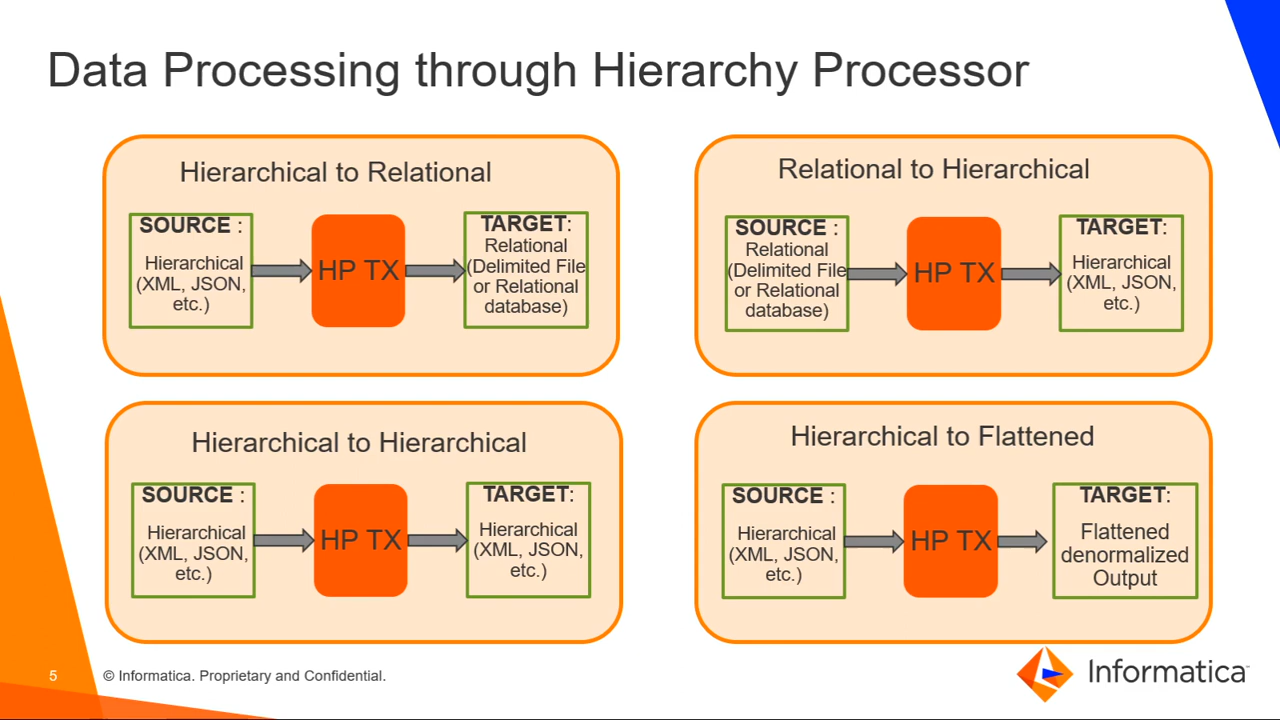 Data Processing through Hierarchy Processor
Hierarchical to Relational
SOURCE :
Hierarchical
(XML, JSON,
etc.)
HP TX
TARGET:
Relational
(Delimited File
or Relational
database)
Relational to Hierarchical
SOURCE :
Relational
(Delimited File
or Relational
database)
HP TX
TARGET:
Hierarchical
(XML, JSON,
etc.)
Hierarchical to Hierarchical
SOURCE :
Hierarchical
(XML, JSON,
etc.)
HP TX
TARGET:
Hierarchical
(XML, JSON,
etc.)
Hierarchical to Flattened
SOURCE :
Hierarchical
(XML, JSON,
etc.)
HP TX
TARGET:
Flattened
denormalized
Output
5
© Informatica. Proprietary and Confidential.
Informatica